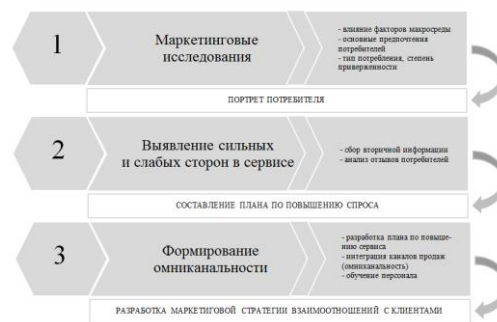 1
Маркетинговые
исследования
- влияние факторов макросреды
- основные предпочтения
потребителей
- тип потребления, степень
приверженности
ПОРТРЕТ ПОТРЕБИТЕЛЯ
2
Выявление сильных
и слабых сторон в сервисе
- сбор вторичной информации
- анализ отзывов потребителей
СОСТАВЛЕНИЕ ПЛАНА ПО ПОВЫШЕНИЮ СПРОСА
3
Формирование
омниканальности
- разработка плана по повыше-
нию сервиса
- интеграция каналов продаж
(омниканальность)
- обучение персонала
РАЗРАБОТКА МАРКЕТИГОВОЙ СТРАТЕГИИ ВЗАИМООТНОШЕНИЙ С КЛИЕНТАМИ